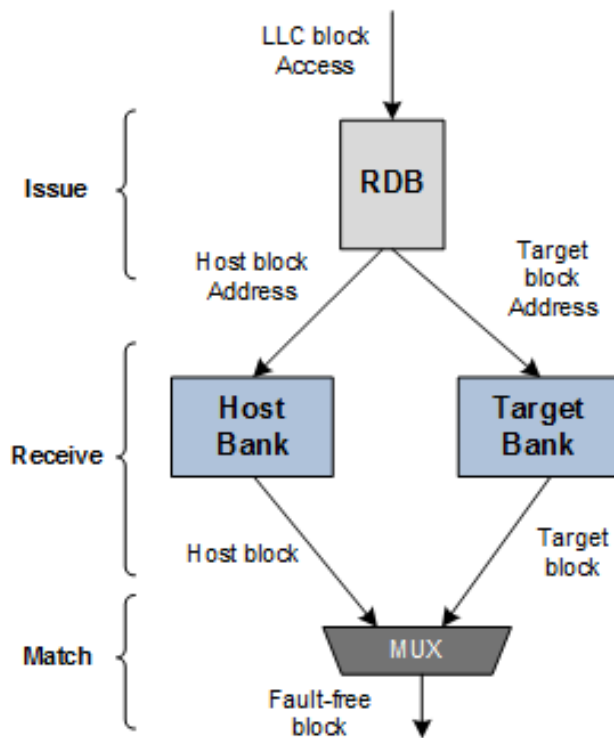 LLC block
Access
Issue
RDB
Host block
Address
Target
block
Address
Receive
Host
Bank
Target
Bank
Host block
Target
block
Match
MUX
Fault-free
block